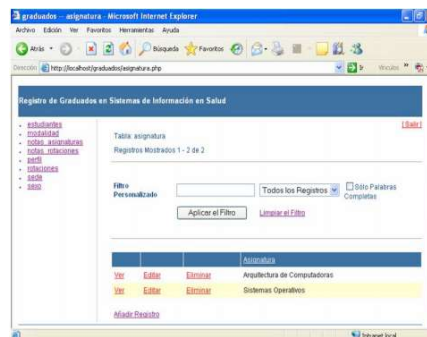 graduados -- asignatura - Microsoft Internet Explorer
Archivo Edición Ver Favoritos Herramientas Ayuda
Atrás Búsqueda Favoritos
Dirección http://localhost/graduados/asignatura.php Ir Vínculos
Registro de Graduados en Sistemas de Información en Salud
[Salir]
estudiantes
modalidad
notas_asignaturas
notas_rotaciones
perfil
rotaciones
sede
sexo
Tabla: asignatura
Registros Mostrados 1 - 2 de 2
Filtro Personalizado Todos los Registros Sólo Palabras Completas
Aplicar el Filtro Limpiar el Filtro
Asignatura
Ver Editar Eliminar Arquitectura de Computadoras
Ver Editar Eliminar Sistemas Operativos
Añadir Registro
Intranet local